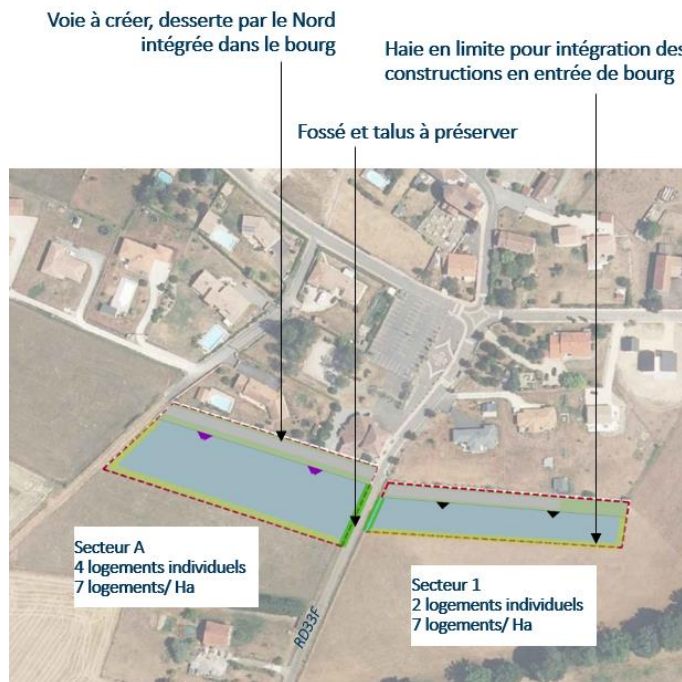 Voie à créer, desserte par le Nord
intégrée dans le bourg
Haie en limite pour intégration des
constructions en entrée de bourg
Fossé et talus à préserver
Secteur A
4 logements individuels
7 logements/ Ha
Secteur 1
2 logements individuels
7 logements/ Ha
RD33F